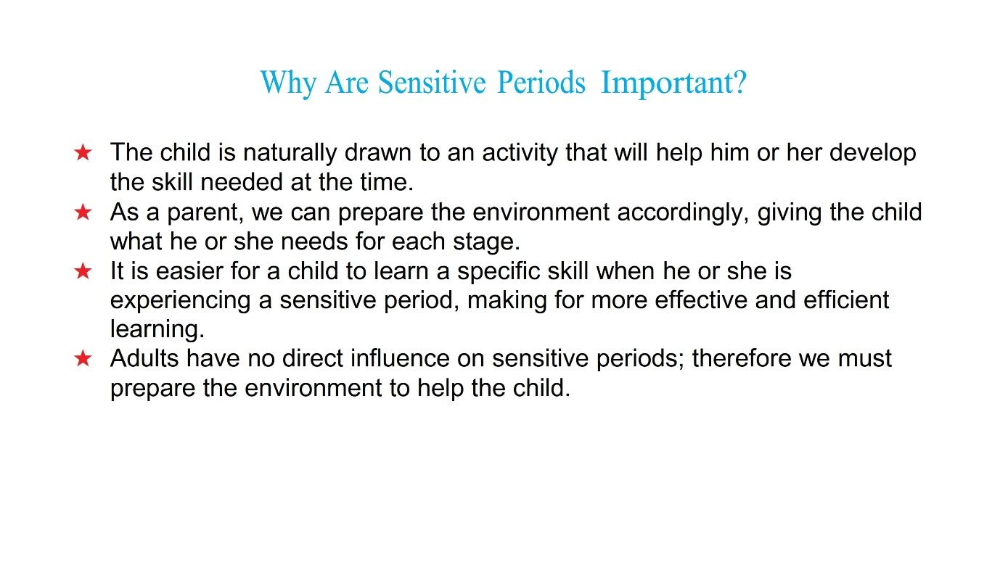 Why Are Sensitive Periods Important?
★ The child is naturally drawn to an activity that will help him or her develop
the skill needed at the time.
★ As a parent, we can prepare the environment accordingly, giving the child
what he or she needs for each stage.
★ It is easier for a child to learn a specific skill when he or she is
experiencing a sensitive period, making for more effective and efficient
learning.
★ Adults have no direct influence on sensitive periods; therefore we must
prepare the environment to help the child.